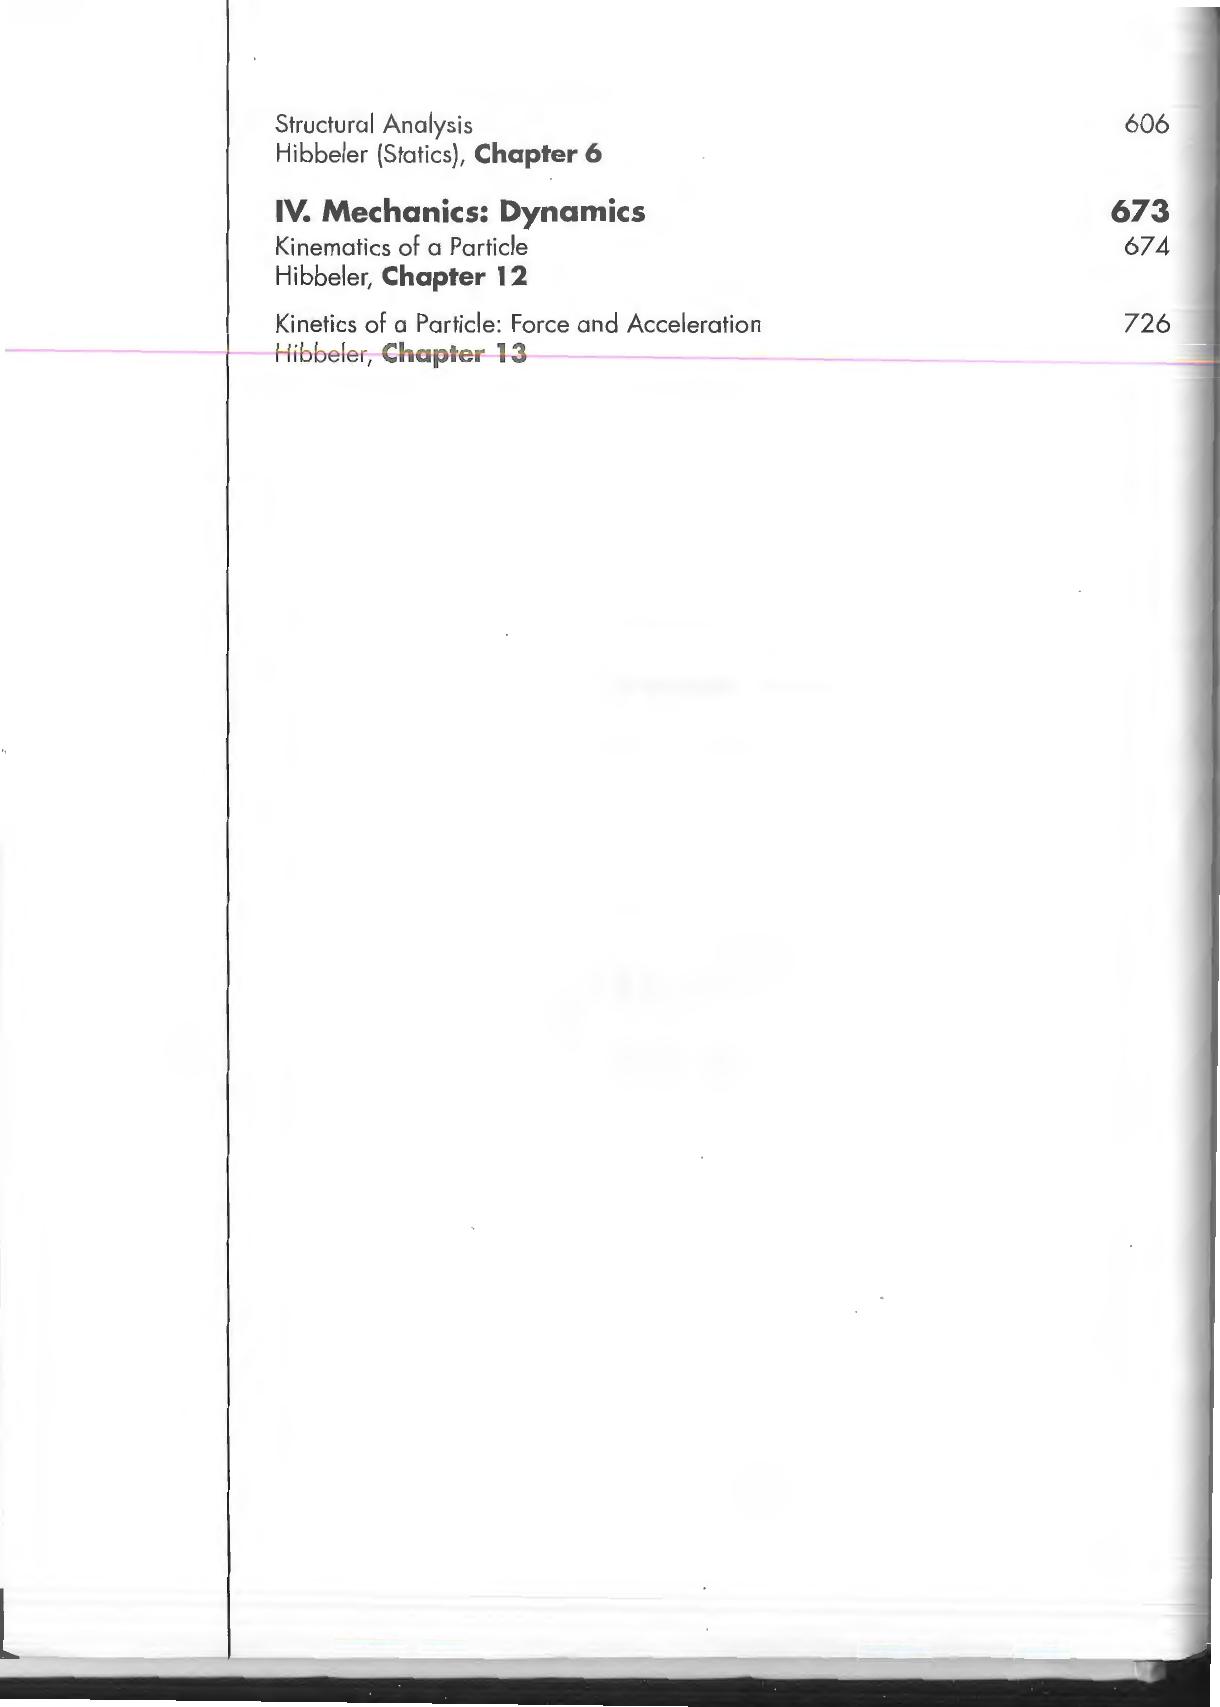 Structural Analysis 606
Hibbeler (Statics), Chapter 6
IV. Mechanics: Dynamics 673
Kinematics of a Particle 674
Hibbeler, Chapter 12
Kinetics of a Particle: Force and Acceleration 726
Hibbeler, Chapter 13